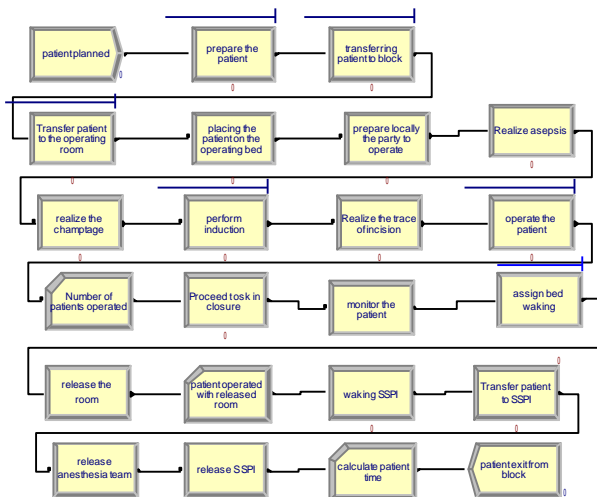 patient planned
prepare the
patient
transferring
patient to block
0
0
0
Transfer patient
to the operating
room
placing the
patient on the
operating bed
prepare locally
the party to
operate
Realize asepsis
0
0
0
0
realize the
champtage
perform
induction
Realize the trace
of incision
operate the
patient
0
0
0
0
Number of
patients operated
Proceed to sk in
closure
monitor the
patient
assign bed
waking
0
release the
room
patient operated
with released
room
waking SSPI
Transfer patient
to SSPI
0
0
0
release
anesthesia team
release SSPI
calculate patient
time
patient exit from
block
0